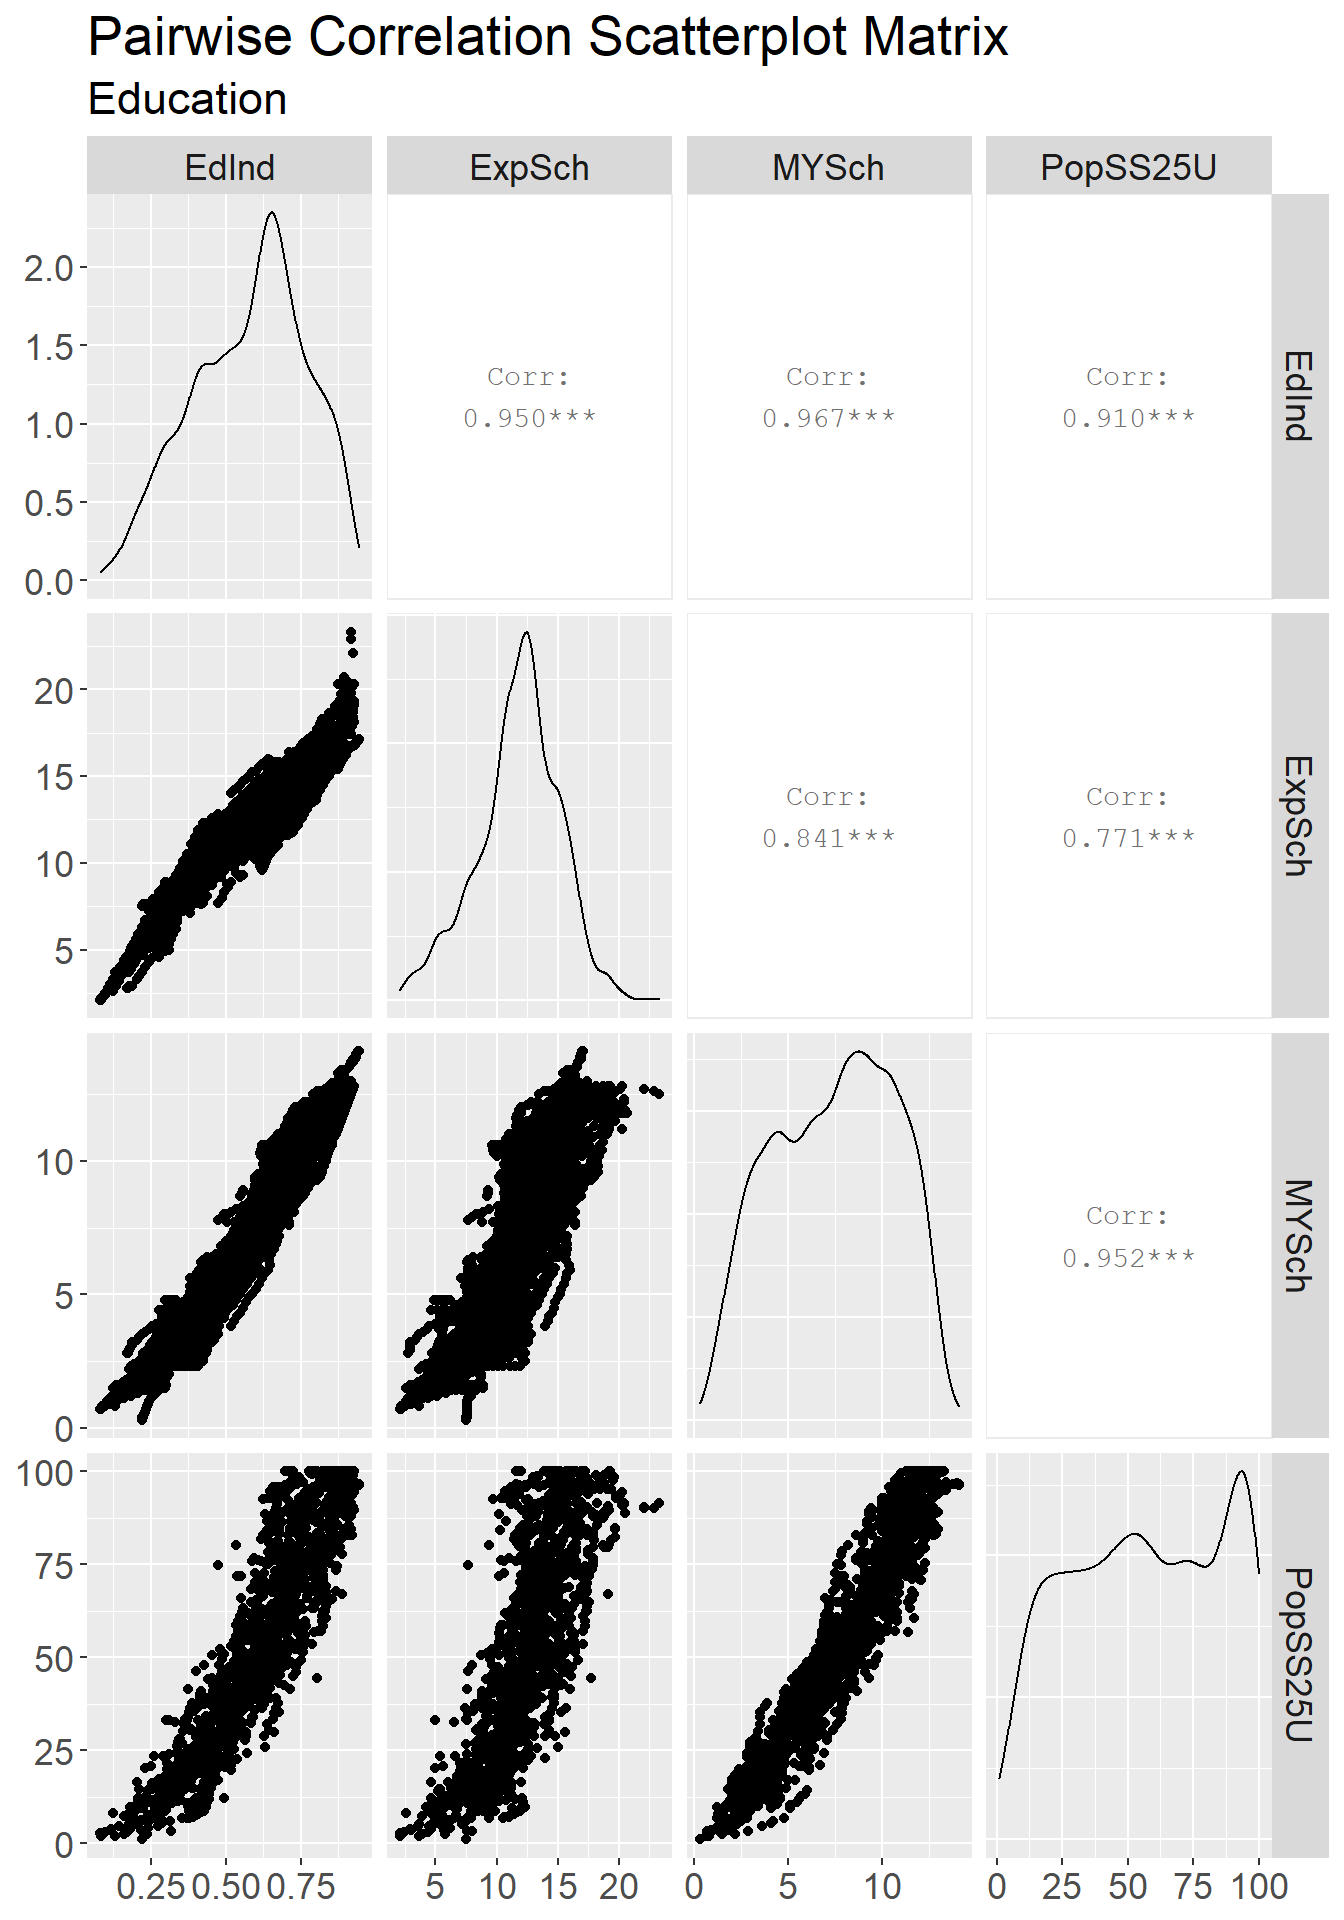 Pairwise Correlation Scatterplot Matrix
Education
EdInd ExpSch MYSch PopSS25U
2.0
1.5
1.0
0.5
0.0
Corr:
0.950***
Corr:
0.967***
Corr:
0.910***
EdInd
20
15
10
5
Corr:
0.841***
Corr:
0.771***
ExpSch
10
5
0
Corr:
0.952***
MYSch
100
75
50
25
0
PopSS25U
0.25 0.50 0.75 5 10 15 20 0 5 10 0 25 50 75 100